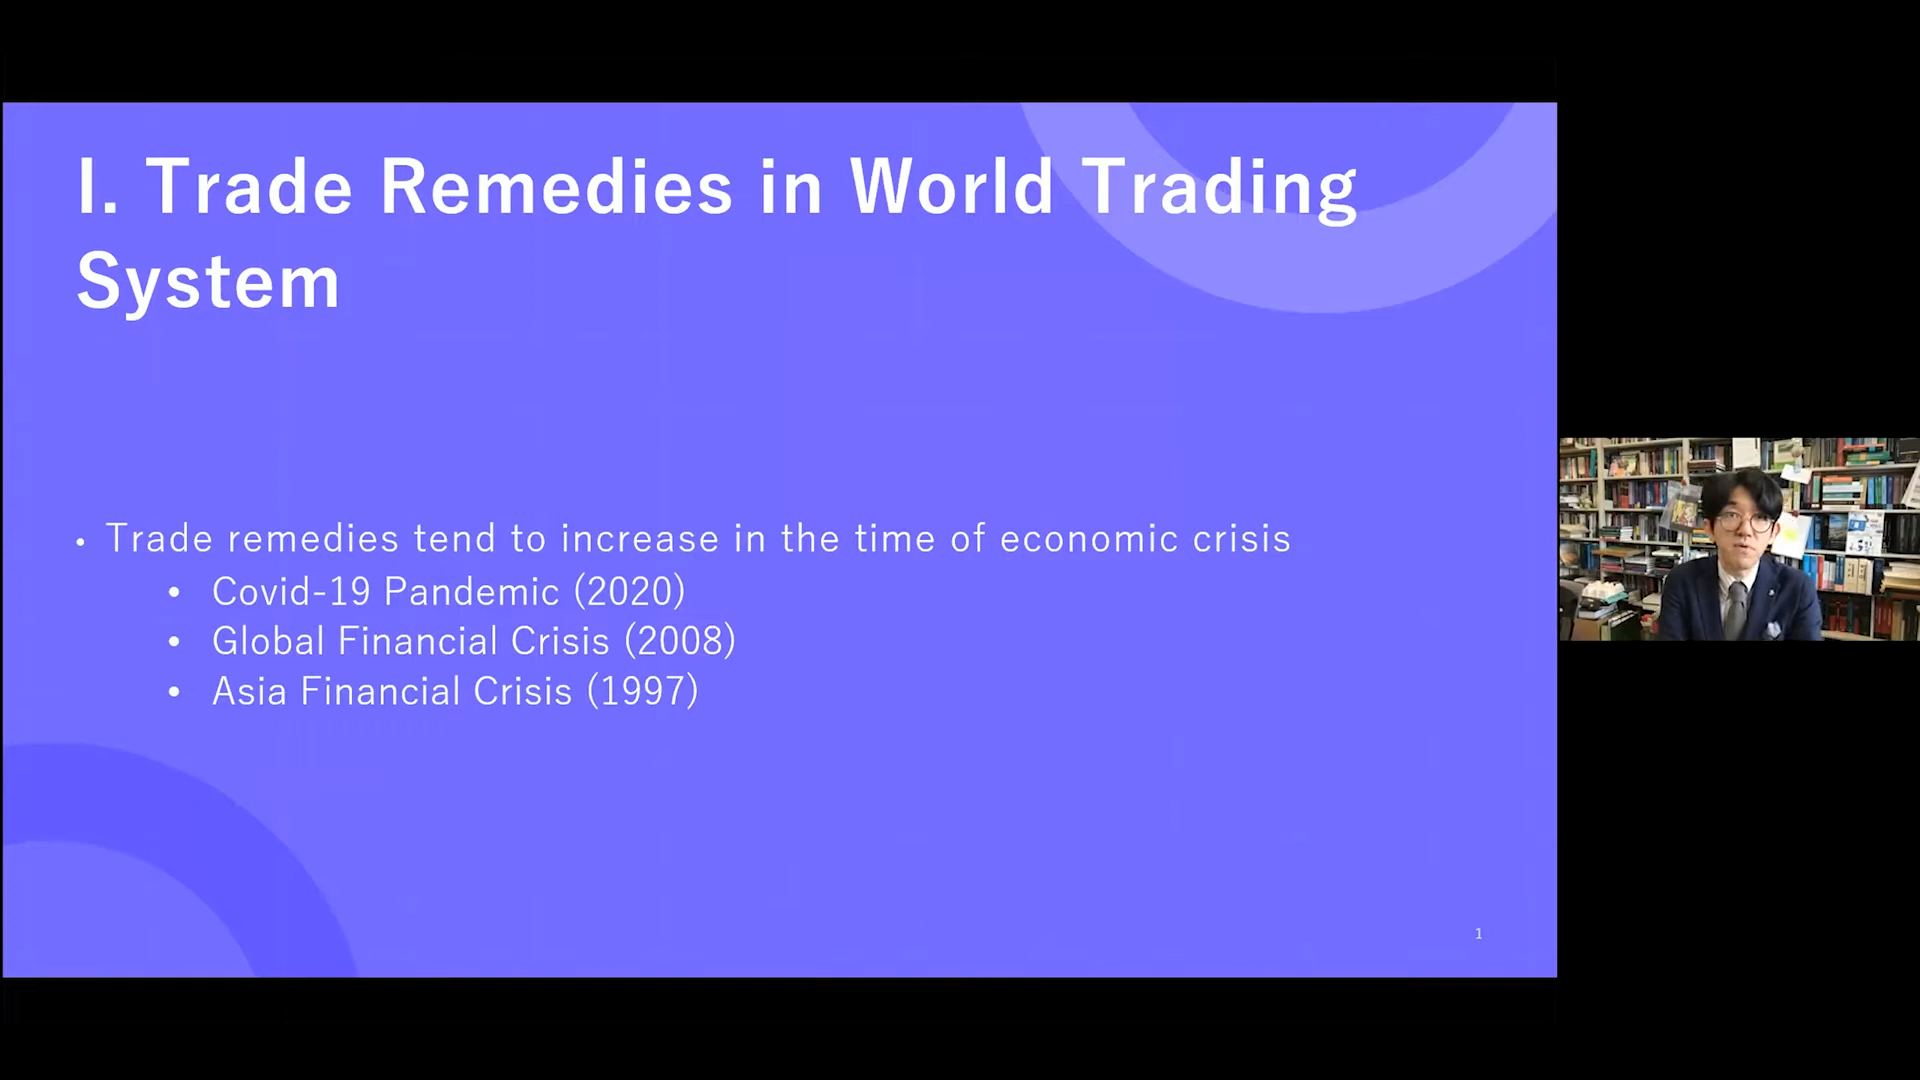 I. Trade Remedies in World Trading
System
• Trade remedies tend to increase in the time of economic crisis
• Covid-19 Pandemic (2020)
• Global Financial Crisis (2008)
• Asia Financial Crisis (1997)
1